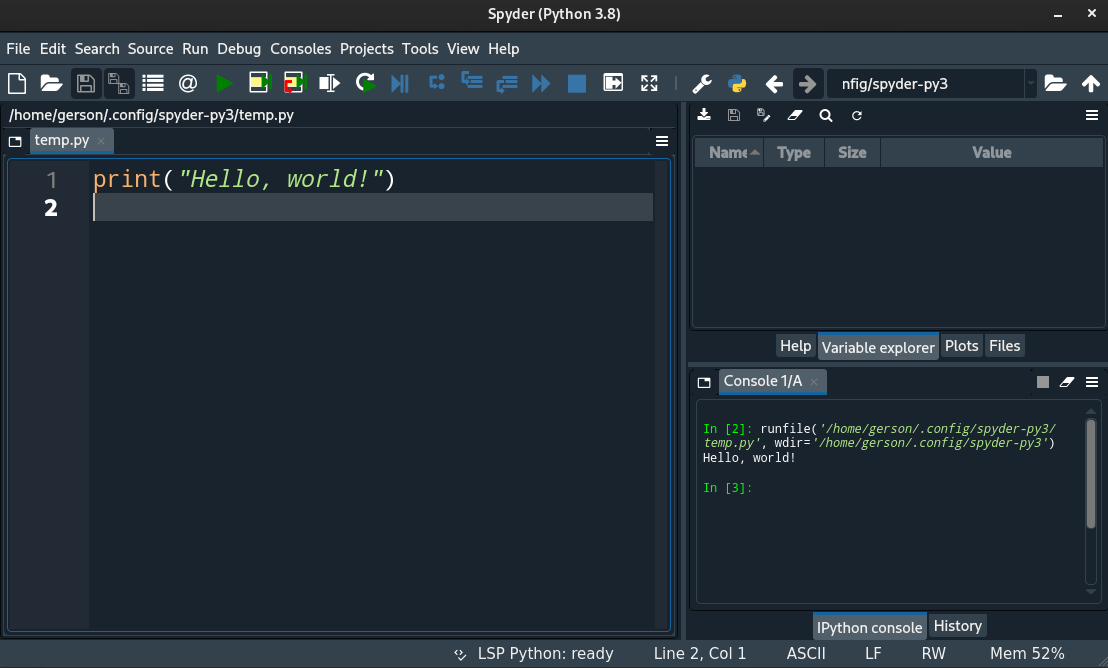 Spyder (Python 3.8)
File Edit Search Source Run Debug Consoles Projects Tools View Help
nfig/spyder-py3
/home/gerson/.config/spyder-py3/temp.py
temp.py
1 print("Hello, world!")
2
Name Type Size Value
Help Variable explorer Plots Files
Console 1/A
In [2]: runfile('/home/gerson/.config/spyder-py3/
temp.py', wdir='/home/gerson/.config/spyder-py3')
Hello, world!
In [3]:
IPython console History
LSP Python: ready Line 2, Col 1 ASCII LF RW Mem 52%